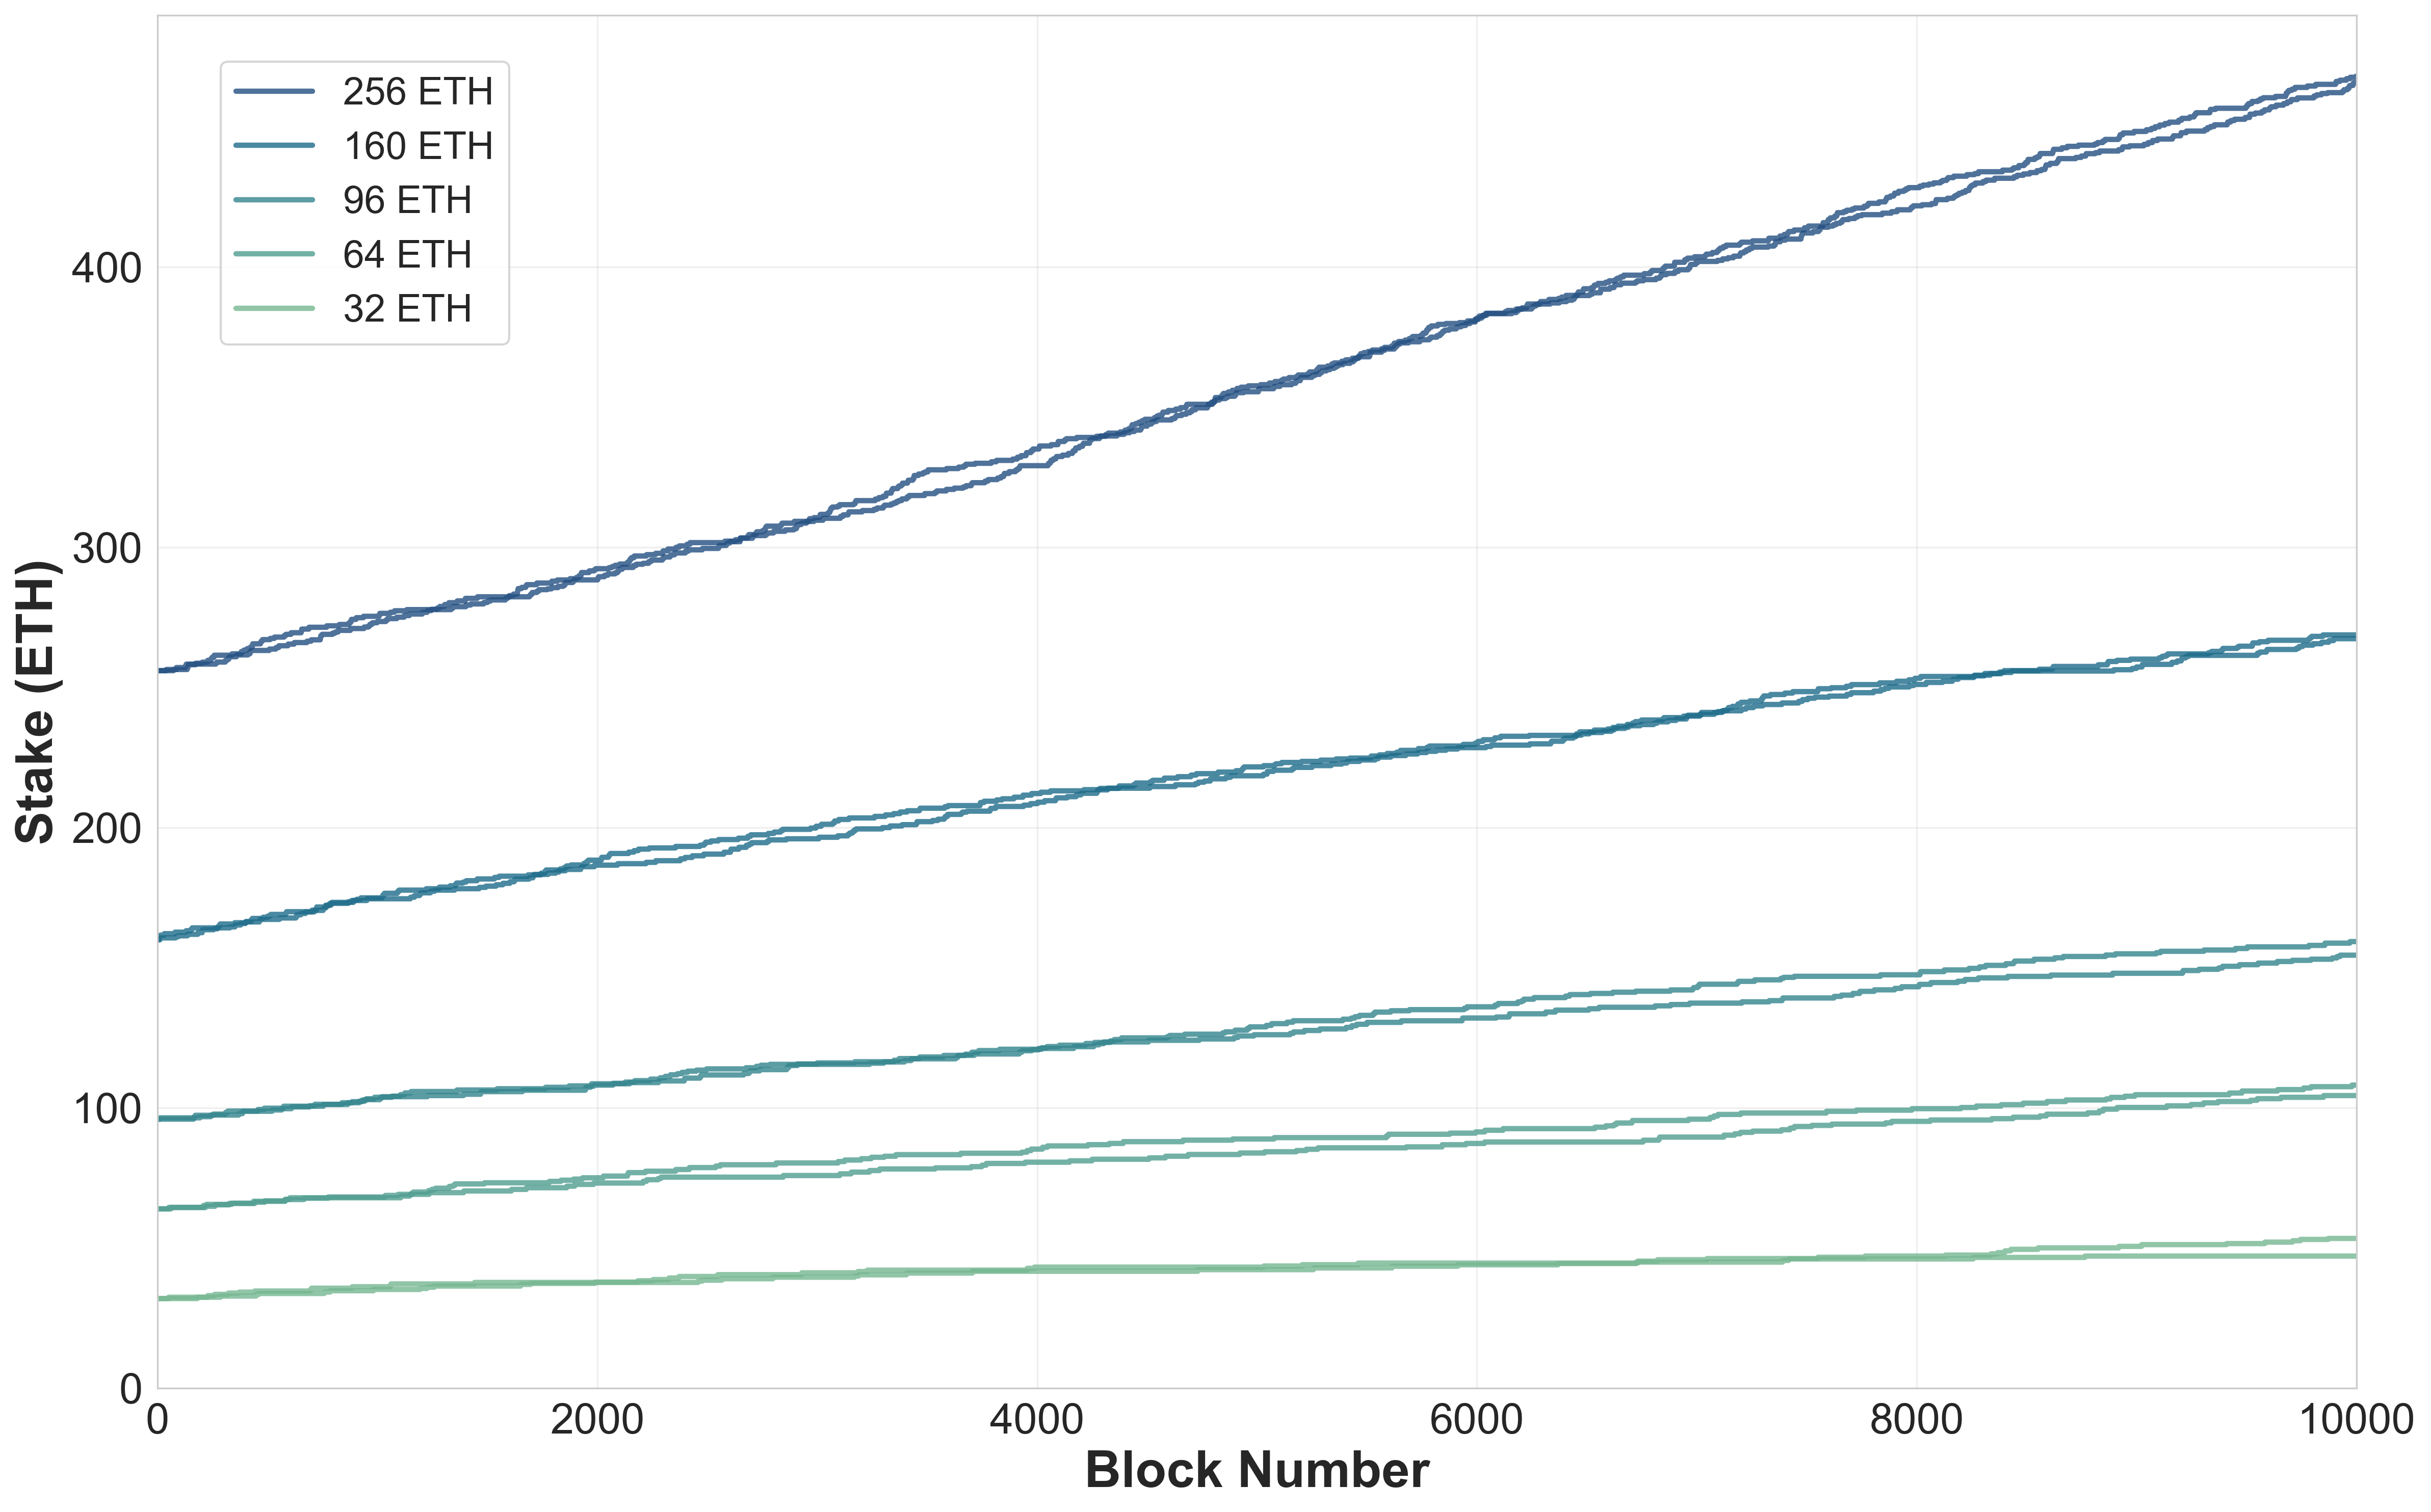 256 ETH
160 ETH
96 ETH
64 ETH
32 ETH
Stake (ETH)
400
300
200
100
0
0 2000 4000 6000 8000 10000
Block Number